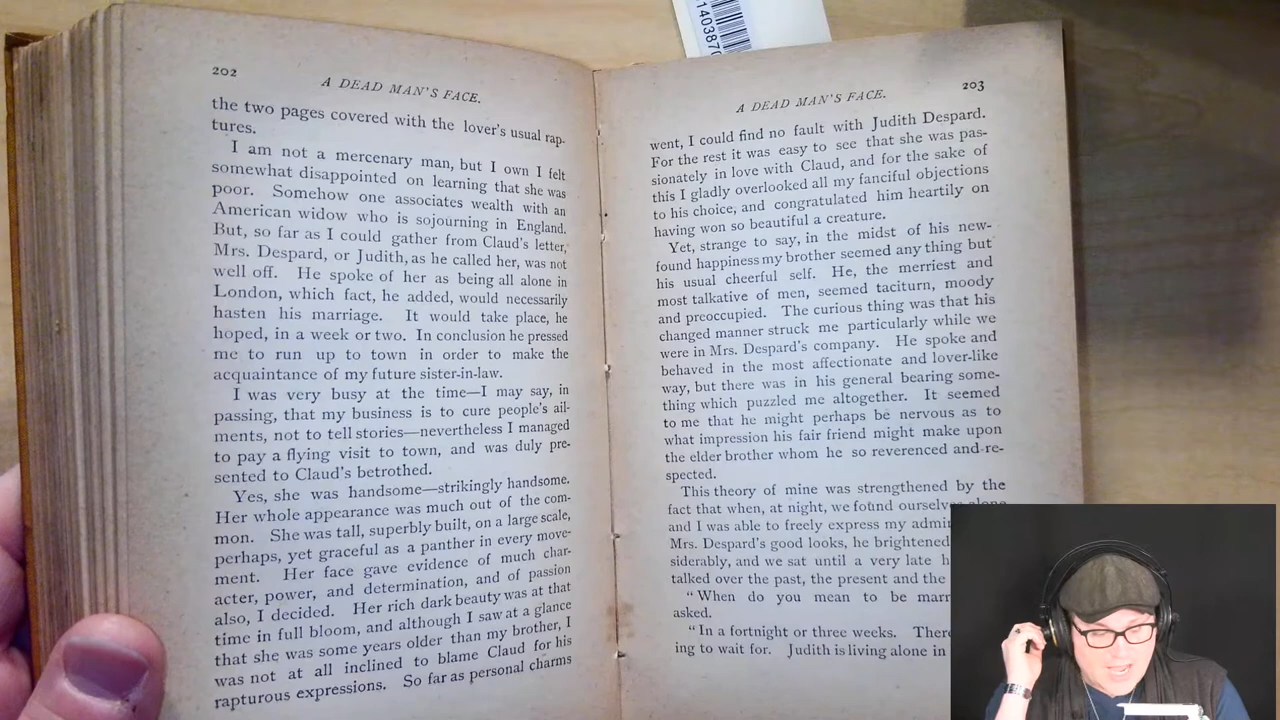 1403870
202
A DEAD MAN'S FACE.
the two pages covered with the lover's usual rap-
tures.
I am not a mercenary man, but I own I felt
somewhat disappointed on learning that she was
poor. Somehow one associates wealth with an
American widow who is sojourning in England.
But, so far as I could gather from Claud's letter,
Mrs. Despard, or Judith, as he called her, was not
well off. He spoke of her as being all alone in
London, which fact, he added, would necessarily
hasten his marriage. It would take place, he
hoped, in a week or two. In conclusion he pressed
me to run up to town in order to make the
acquaintance of my future sister-in-law.
I was very busy at the time—I may say, in
passing, that my business is to cure people's ail-
ments, not to tell stories—nevertheless I managed
to pay a flying visit to town, and was duly pre-
sented to Claud's betrothed.
Yes, she was handsome—strikingly handsome.
Her whole appearance was much out of the com-
mon. She was tall, superbly built, on a large scale,
perhaps, yet graceful as a panther in every move-
ment. Her face gave evidence of much char-
acter, power, and determination, and of passion
also, I decided. Her rich dark beauty was at that
time in full bloom, and although I saw at a glance
that she was some years older than my brother, I
was not at all inclined to blame Claud for his
rapturous expressions. So far as personal charms
A DEAD MAN'S FACE.
203
went, I could find no fault with Judith Despard.
For the rest it was easy to see that she was pas-
sionately in love with Claud, and for the sake of
this I gladly overlooked all my fanciful objections
to his choice, and congratulated him heartily on
having won so beautiful a creature.
Yet, strange to say, in the midst of his new-
found happiness my brother seemed any thing but
his usual cheerful self. He, the merriest and
most talkative of men, seemed taciturn, moody
and preoccupied. The curious thing was that his
changed manner struck me particularly while we
were in Mrs. Despard's company. He spoke and
behaved in the most affectionate and lover-like
way, but there was in his general bearing some-
thing which puzzled me altogether. It seemed
to me that he might perhaps be nervous as to
what impression his fair friend might make upon
the elder brother whom he so reverenced and re-
spected.
This theory of mine was strengthened by the
fact that when, at night, we found ourselves alone
and I was able to freely express my admir
Mrs. Despard's good looks, he brightened
siderably, and we sat until a very late h
talked over the past, the present and the
"When do you mean to be marr
asked.
"In a fortnight or three weeks. There
ing to wait for. Judith is living alone in